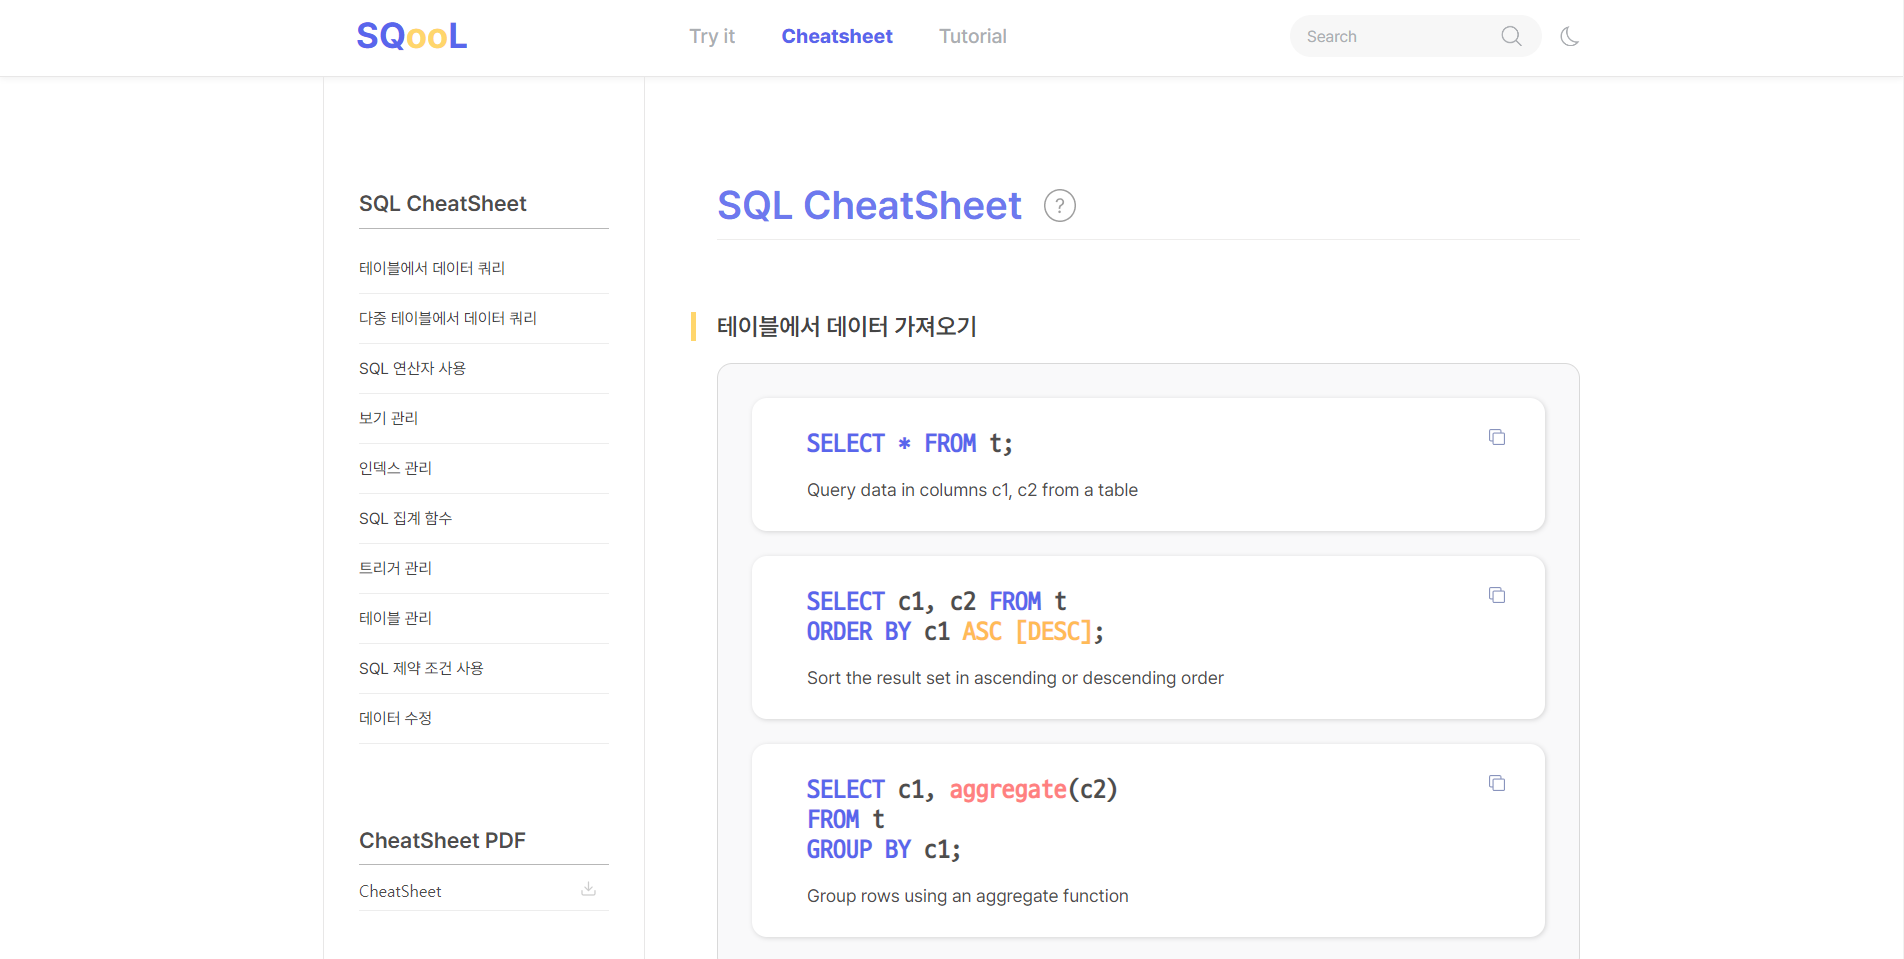 SQooL
Try it
Cheatsheet
Tutorial
Search
SQL CheatSheet
테이블에서 데이터 쿼리
다중 테이블에서 데이터 쿼리
SQL 연산자 사용
보기 관리
인덱스 관리
SQL 집계 함수
트리거 관리
테이블 관리
SQL 제약 조건 사용
데이터 수정
CheatSheet PDF
CheatSheet
SQL CheatSheet ?
테이블에서 데이터 가져오기
SELECT * FROM t;
Query data in columns c1, c2 from a table
SELECT c1, c2 FROM t
ORDER BY c1 ASC [DESC];
Sort the result set in ascending or descending order
SELECT c1, aggregate(c2)
FROM t
GROUP BY c1;
Group rows using an aggregate function